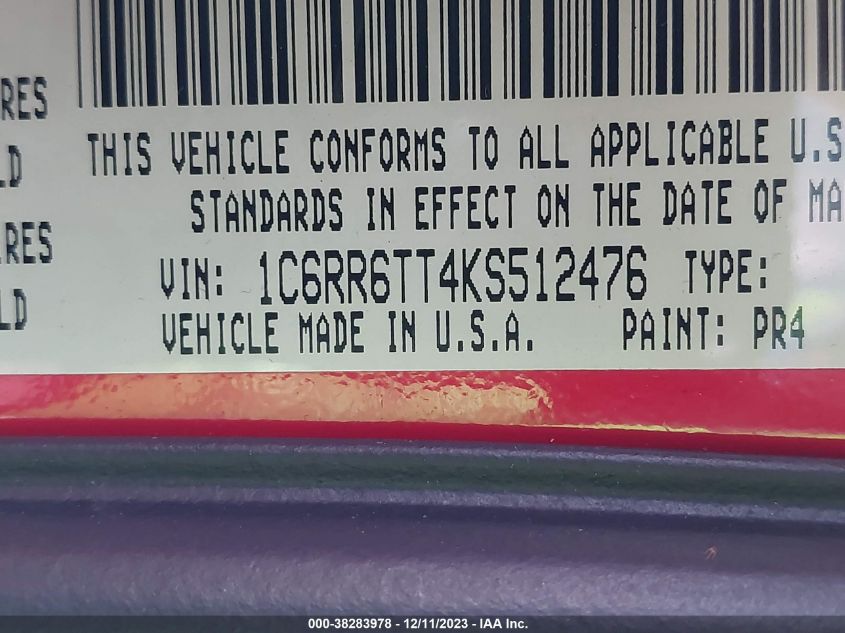 RES
LD
RES
LD
THIS VEHICLE CONFORMS TO ALL APPLICABLE U.S
STANDARDS IN EFFECT ON THE DATE OF MA
VIN: 1C6RR6TT4KS512476 TYPE:
VEHICLE MADE IN U.S.A. PAINT: PR4
000-38283978 - 12/11/2023 - IAA Inc.